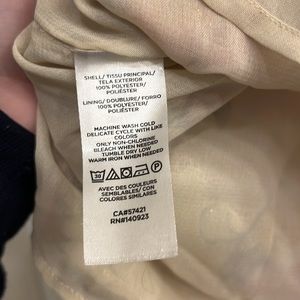 SHELL/ TISSU PRINCIPAL/
TELA EXTERIOR
100% POLYESTER/
POLIÉSTER
LINING/ DOUBLURE/ FORRO
100% POLYESTER/
POLIÉSTER
MACHINE WASH COLD
DELICATE CYCLE WITH LIKE
COLORS
ONLY NON-CHLORINE
BLEACH WHEN NEEDED
TUMBLE DRY LOW
WARM IRON WHEN NEEDED
30 P
AVEC DES COULEURS
SEMBLABLES/ CON
COLORES SIMILARES
CA#57421
RN#140923